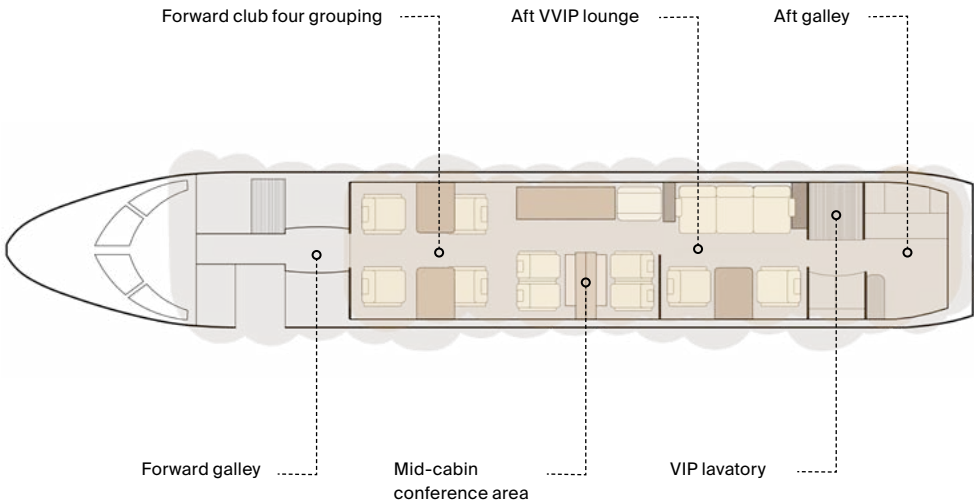 Forward club four grouping
Aft VVIP lounge
Aft galley
Forward galley
Mid-cabin
conference area
VIP lavatory